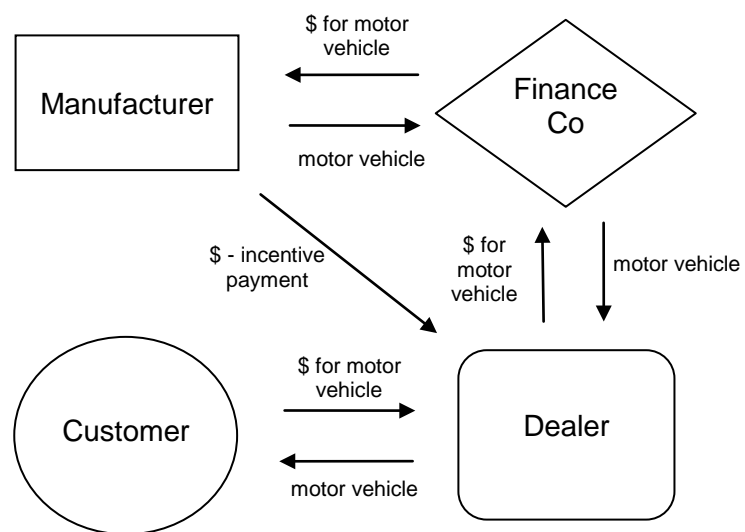 $ for motor
vehicle
Manufacturer
Finance
Co
motor vehicle
$ - incentive
payment
$ for
motor
vehicle
motor vehicle
$ for motor
vehicle
Customer
Dealer
motor vehicle